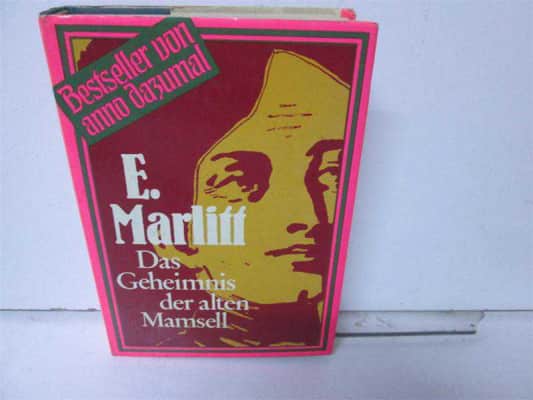 Bestseller von
anno dazumal
E.
Marlitt
Das
Geheimnis
der alten
Mamsell